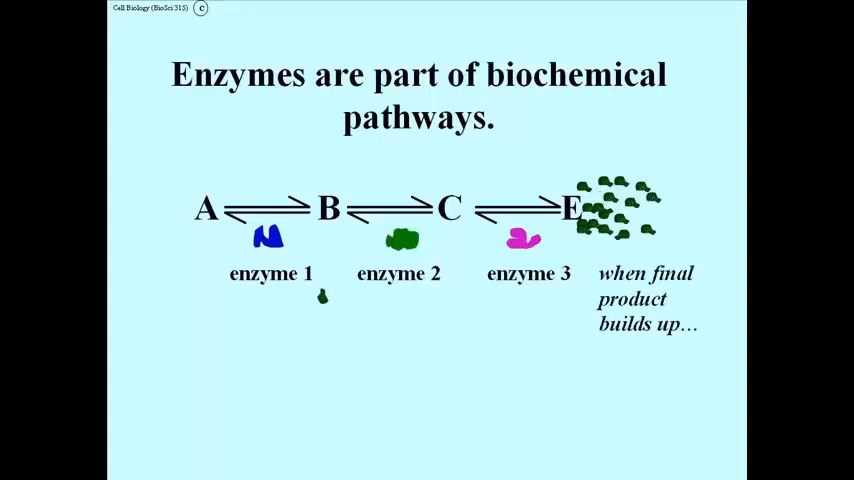 Cell Biology (BioSci 315) C
Enzymes are part of biochemical
pathways.
A B C E
enzyme 1 enzyme 2 enzyme 3 when final
product
builds up…